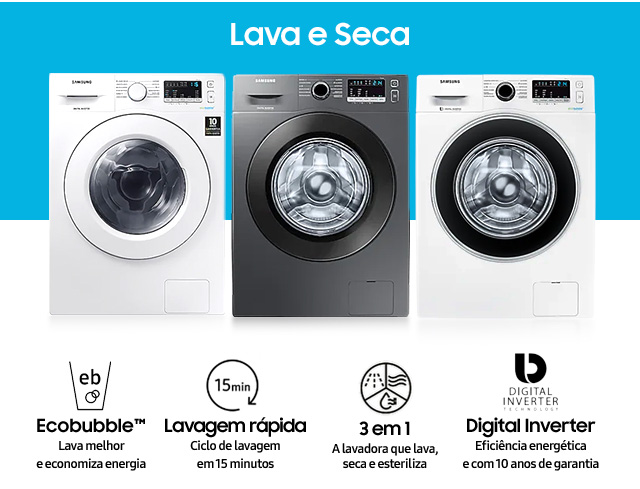 Lava e Seca
SAMSUNG
SAMSUNG
SAMSUNG
10
eb
15min
DIGITAL
INVERTER
TECHNOLOGY
Ecobubble™
Lava melhor
e economiza energia
Lavagem rápida
Ciclo de lavagem
em 15 minutos
3 em 1
A lavadora que lava,
seca e esteriliza
Digital Inverter
Eficiência energética
e com 10 anos de garantia